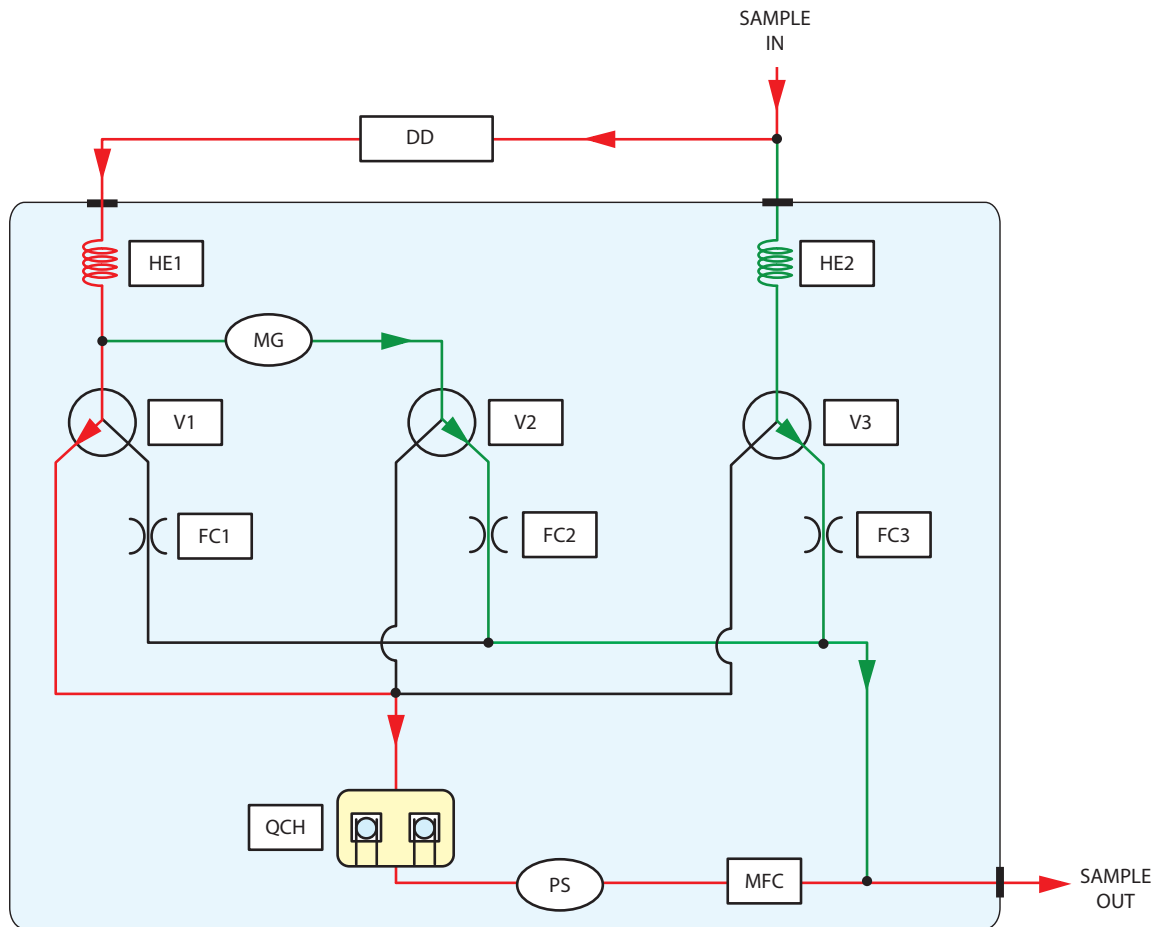 SAMPLE
IN
DD
HE1
HE2
MG
V1
V2
V3
FC1
FC2
FC3
QCH
PS
MFC
SAMPLE
OUT